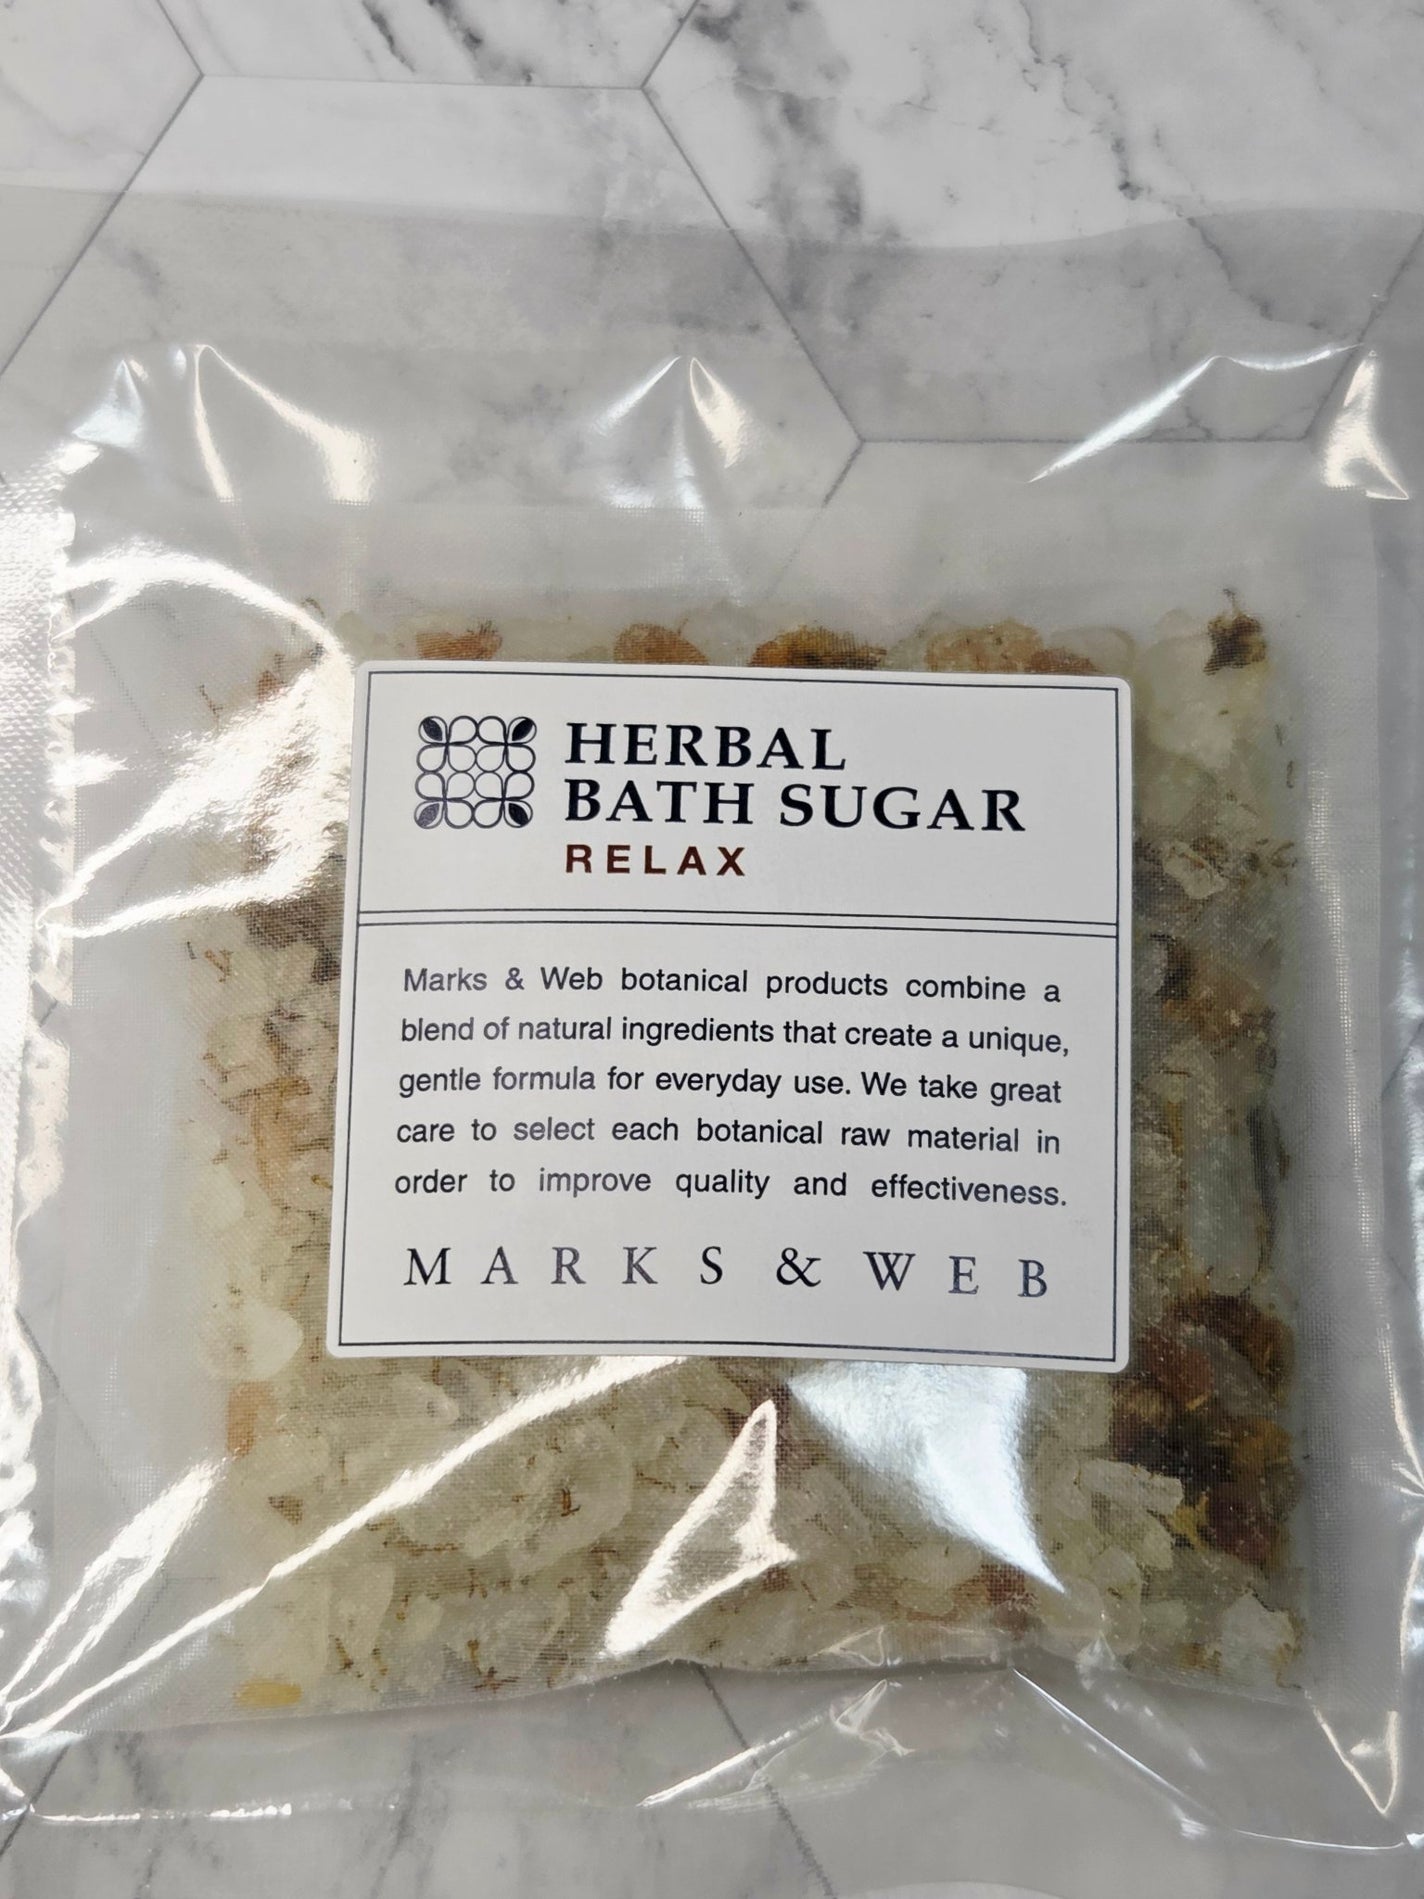 HERBAL
BATH SUGAR
RELAX
Marks & Web botanical products combine a
blend of natural ingredients that create a unique,
gentle formula for everyday use. We take great
care to select each botanical raw material in
order to improve quality and effectiveness.
MARKS & WEB